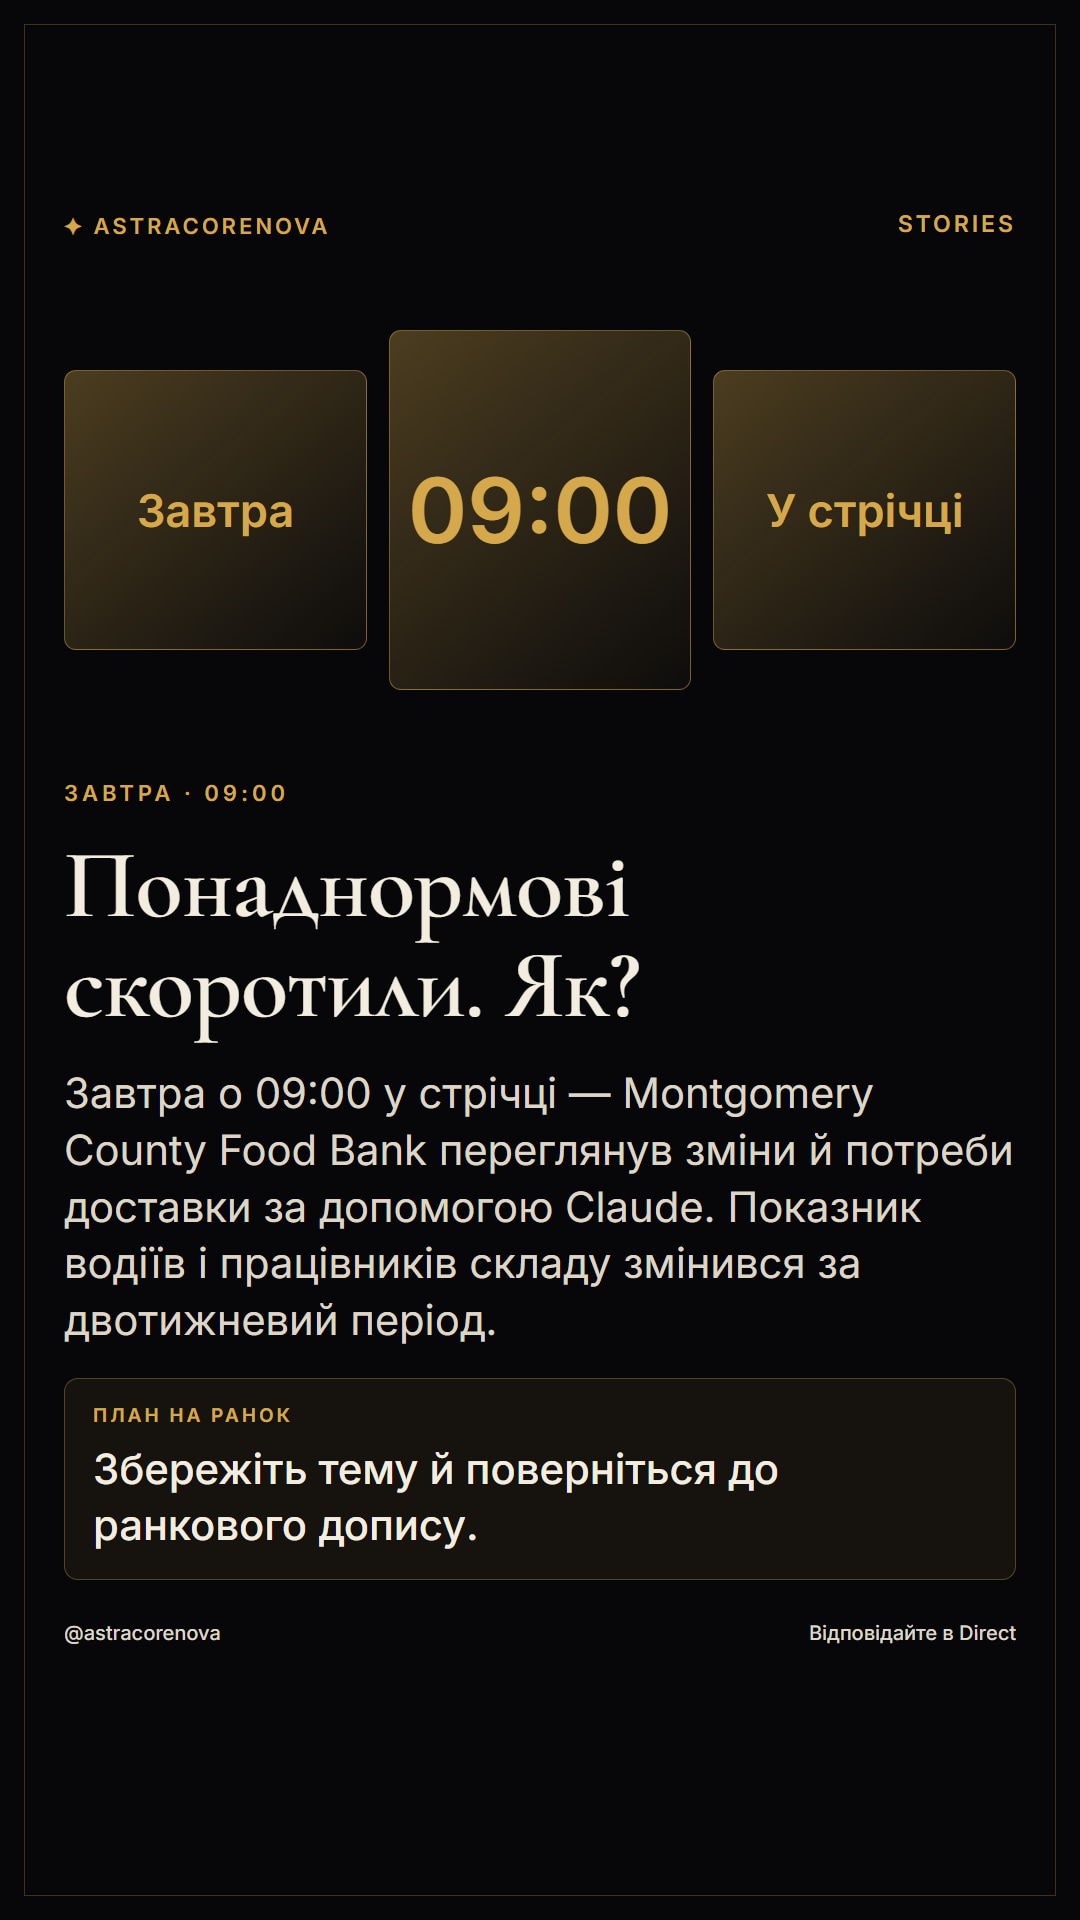 ✦ ASTRACORENOVA
STORIES
Завтра
09:00
У стрічці
ЗАВТРА · 09:00
Понаднормові
скоротили. Як?
Завтра о 09:00 у стрічці — Montgomery
County Food Bank переглянув зміни й потреби
доставки за допомогою Claude. Показник
водіїв і працівників складу змінився за
двотижневий період.
ПЛАН НА РАНОК
Збережіть тему й поверніться до
ранкового допису.
@astracorenova
Відповідайте в Direct